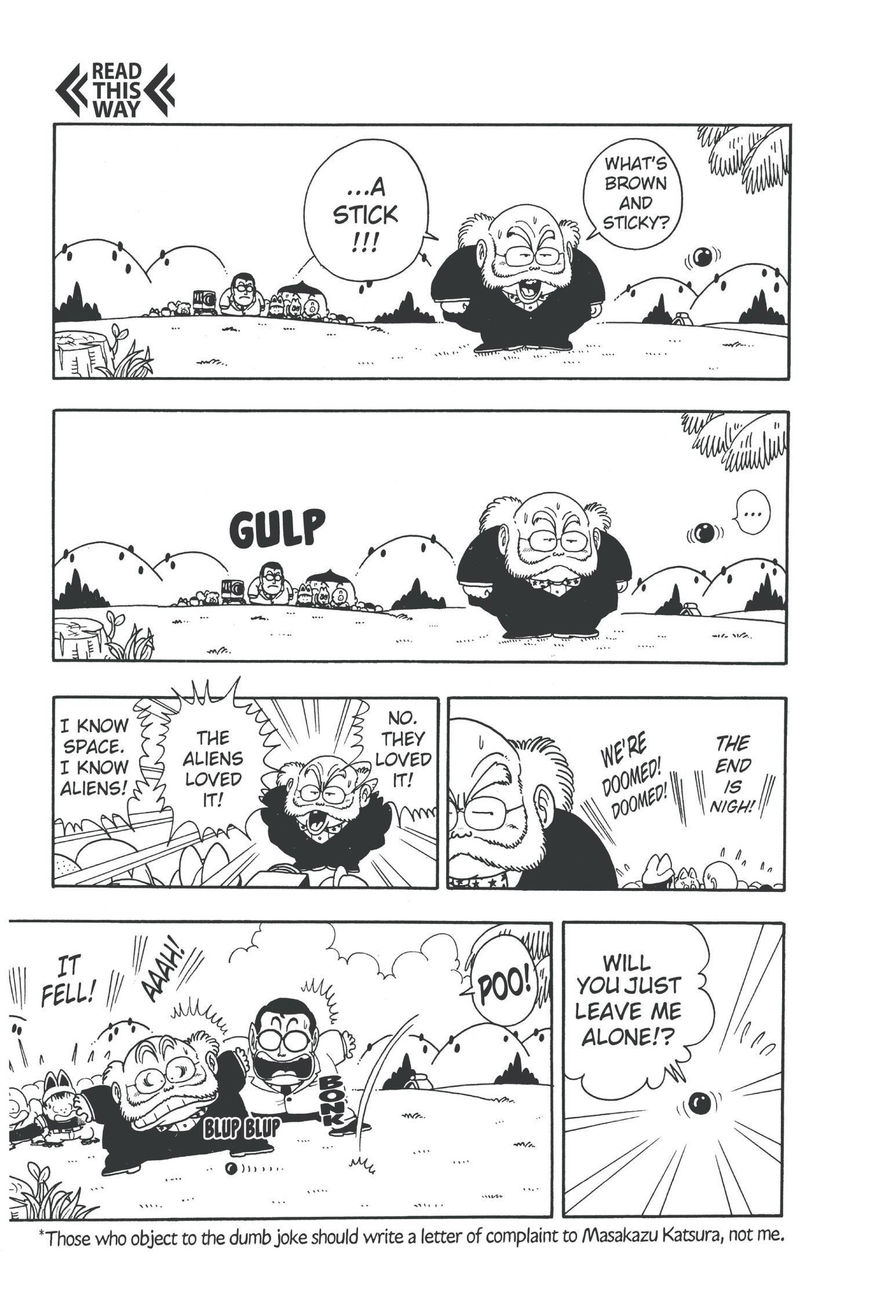 READ
THIS
WAY
WHAT'S
BROWN
AND
STICKY?
...A
STICK
!!!
...
GULP
THE
END
IS
NIGH!
WE'RE
DOOMED!
DOOMED!
NO.
THEY
LOVED
IT!
THE
ALIENS
LOVED
IT!
I KNOW
SPACE.
I KNOW
ALIENS!
WILL
YOU JUST
LEAVE ME
ALONE!?
POO!
BONK
BLUP BLUP
AAAH!
IT
FELL!
*Those who object to the dumb joke should write a letter of complaint to Masakazu Katsura, not me.